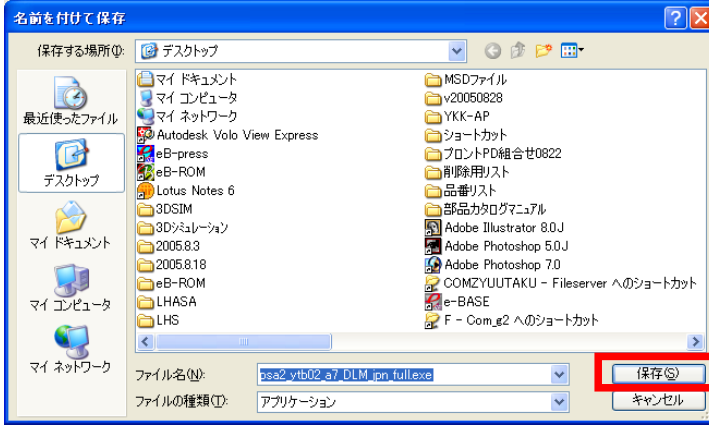 名前を付けて保存
保存する場所(I):
デスクトップ
最近使ったファイル
デスクトップ
マイ ドキュメント
マイ コンピュータ
マイ ネットワーク
マイ ドキュメント
マイ コンピュータ
マイ ネットワーク
Autodesk Volo View Express
eB-press
eB-ROM
Lotus Notes 6
3DSIM
3Dシミュレーション
2005.8.3
2005.8.18
eB-ROM
LHASA
LHS
MSDファイル
v20050828
YKK-AP
ショートカット
プロントPD組合せ0822
削除用リスト
品番リスト
部品カタログマニュアル
Adobe Illustrator 8.0J
Adobe Photoshop 5.0J
Adobe Photoshop 7.0
COMZYUUTAKU - Fileserver へのショートカット
e-BASE
F - Com_g2 へのショートカット
ファイル名(N):
psa2_ytb02_a7_DLM_jpn_full.exe
保存(S)
ファイルの種類(T):
アプリケーション
キャンセル